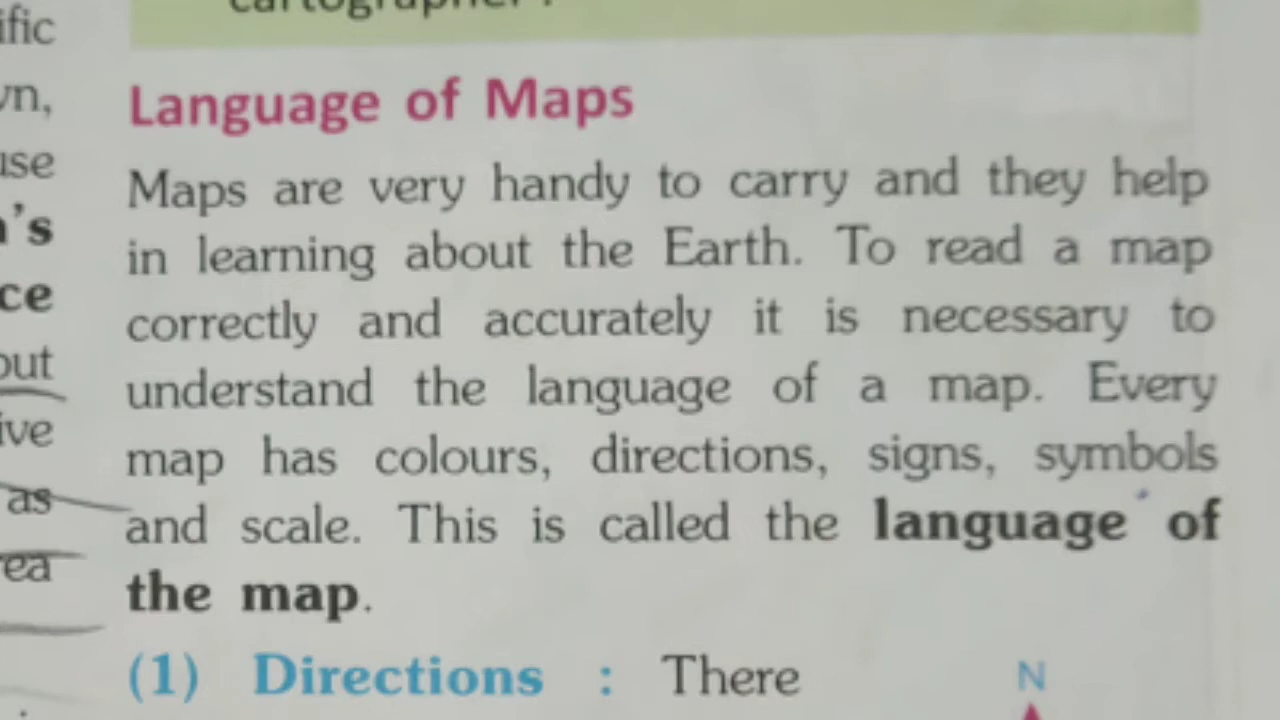 cartographer ?
Language of Maps
Maps are very handy to carry and they help
in learning about the Earth. To read a map
correctly and accurately it is necessary to
understand the language of a map. Every
map has colours, directions, signs, symbols
and scale. This is called the language of
the map.
(1) Directions : There
N